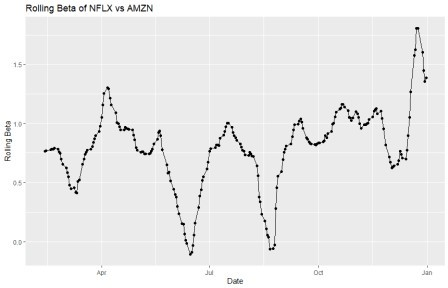 Rolling Beta of NFLX vs AMZN
Rolling Beta
1.5
1.0
0.5
0.0
Apr
Jul
Oct
Jan
Date